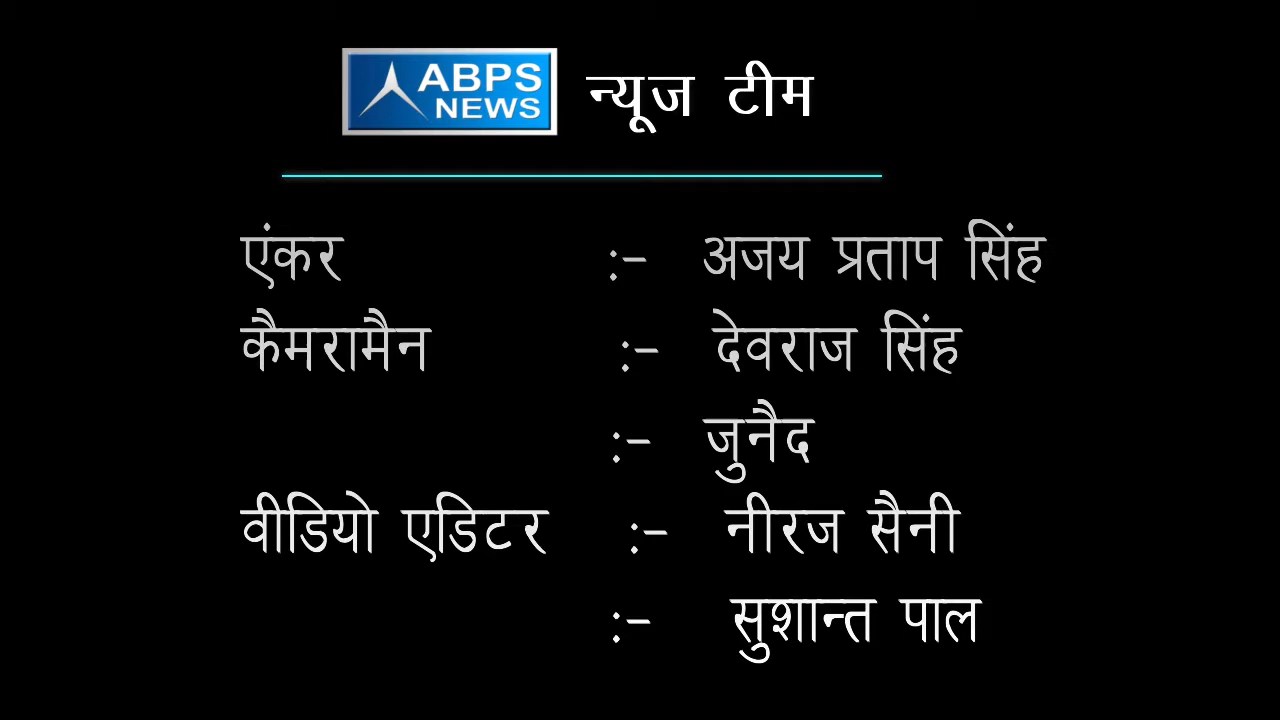 ABPS NEWS न्यूज टीम
एंकर :- अजय प्रताप सिंह
कैमरामैन :- देवराज सिंह
:- जुनैद
वीडियो एडिटर :- नीरज सैनी
:- सुशान्त पाल